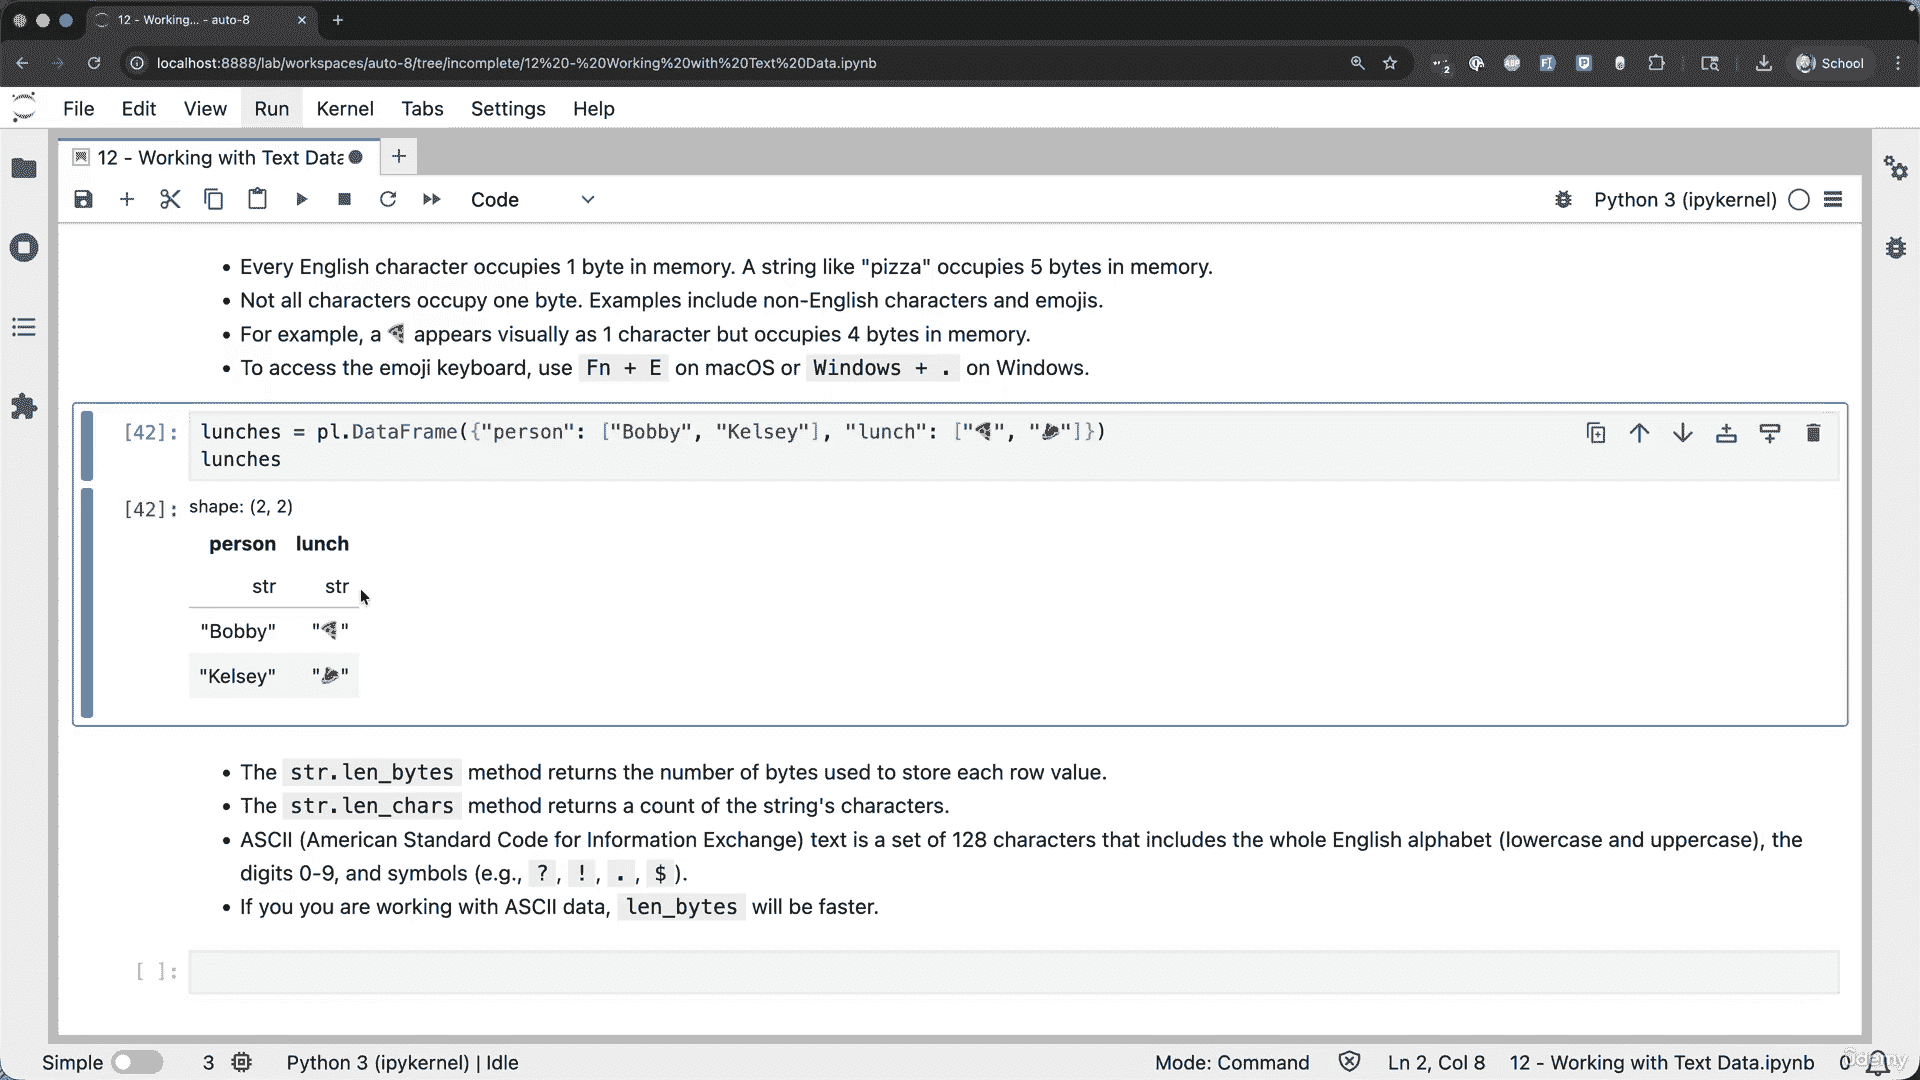 12 - Working... - auto-8
localhost:8888/lab/workspaces/auto-8/tree/incomplete/12%20-%20Working%20with%20Text%20Data.ipynb
2
ABP
School
File Edit View Run Kernel Tabs Settings Help
12 - Working with Text Data
Code
Python 3 (ipykernel)
• Every English character occupies 1 byte in memory. A string like "pizza" occupies 5 bytes in memory.
• Not all characters occupy one byte. Examples include non-English characters and emojis.
• For example, a 🍕 appears visually as 1 character but occupies 4 bytes in memory.
• To access the emoji keyboard, use Fn + E on macOS or Windows + . on Windows.
[42]: lunches = pl.DataFrame({"person": ["Bobby", "Kelsey"], "lunch": ["🍕", "🌮"]})
lunches
[42]: shape: (2, 2)
person lunch
str str
"Bobby" "🍕"
"Kelsey" "🌮"
• The str.len_bytes method returns the number of bytes used to store each row value.
• The str.len_chars method returns a count of the string's characters.
• ASCII (American Standard Code for Information Exchange) text is a set of 128 characters that includes the whole English alphabet (lowercase and uppercase), the
digits 0-9, and symbols (e.g., ?, !, ., $).
• If you you are working with ASCII data, len_bytes will be faster.
[ ]:
Simple 3 Python 3 (ipykernel) | Idle Mode: Command Ln 2, Col 8 12 - Working with Text Data.ipynb 0
udemy